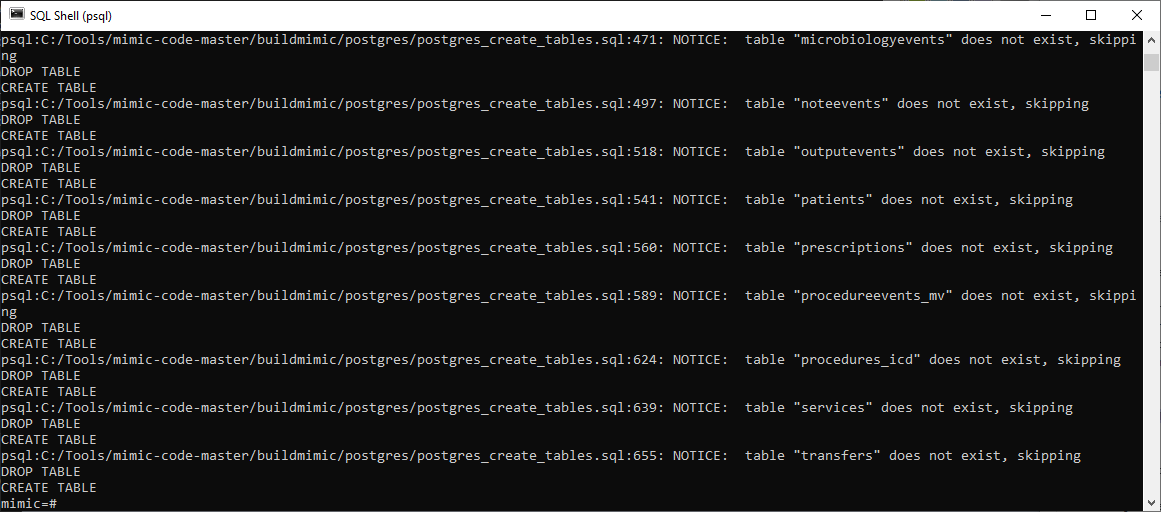 SQL Shell (psql)
psql:C:/Tools/mimic-code-master/buildmimic/postgres/postgres_create_tables.sql:471: NOTICE:  table "microbiologyevents" does not exist, skippi
ng
DROP TABLE
CREATE TABLE
psql:C:/Tools/mimic-code-master/buildmimic/postgres/postgres_create_tables.sql:497: NOTICE:  table "noteevents" does not exist, skipping
DROP TABLE
CREATE TABLE
psql:C:/Tools/mimic-code-master/buildmimic/postgres/postgres_create_tables.sql:518: NOTICE:  table "outputevents" does not exist, skipping
DROP TABLE
CREATE TABLE
psql:C:/Tools/mimic-code-master/buildmimic/postgres/postgres_create_tables.sql:541: NOTICE:  table "patients" does not exist, skipping
DROP TABLE
CREATE TABLE
psql:C:/Tools/mimic-code-master/buildmimic/postgres/postgres_create_tables.sql:560: NOTICE:  table "prescriptions" does not exist, skipping
DROP TABLE
CREATE TABLE
psql:C:/Tools/mimic-code-master/buildmimic/postgres/postgres_create_tables.sql:589: NOTICE:  table "procedureevents_mv" does not exist, skippi
ng
DROP TABLE
CREATE TABLE
psql:C:/Tools/mimic-code-master/buildmimic/postgres/postgres_create_tables.sql:624: NOTICE:  table "procedures_icd" does not exist, skipping
DROP TABLE
CREATE TABLE
psql:C:/Tools/mimic-code-master/buildmimic/postgres/postgres_create_tables.sql:639: NOTICE:  table "services" does not exist, skipping
DROP TABLE
CREATE TABLE
psql:C:/Tools/mimic-code-master/buildmimic/postgres/postgres_create_tables.sql:655: NOTICE:  table "transfers" does not exist, skipping
DROP TABLE
CREATE TABLE
mimic=#